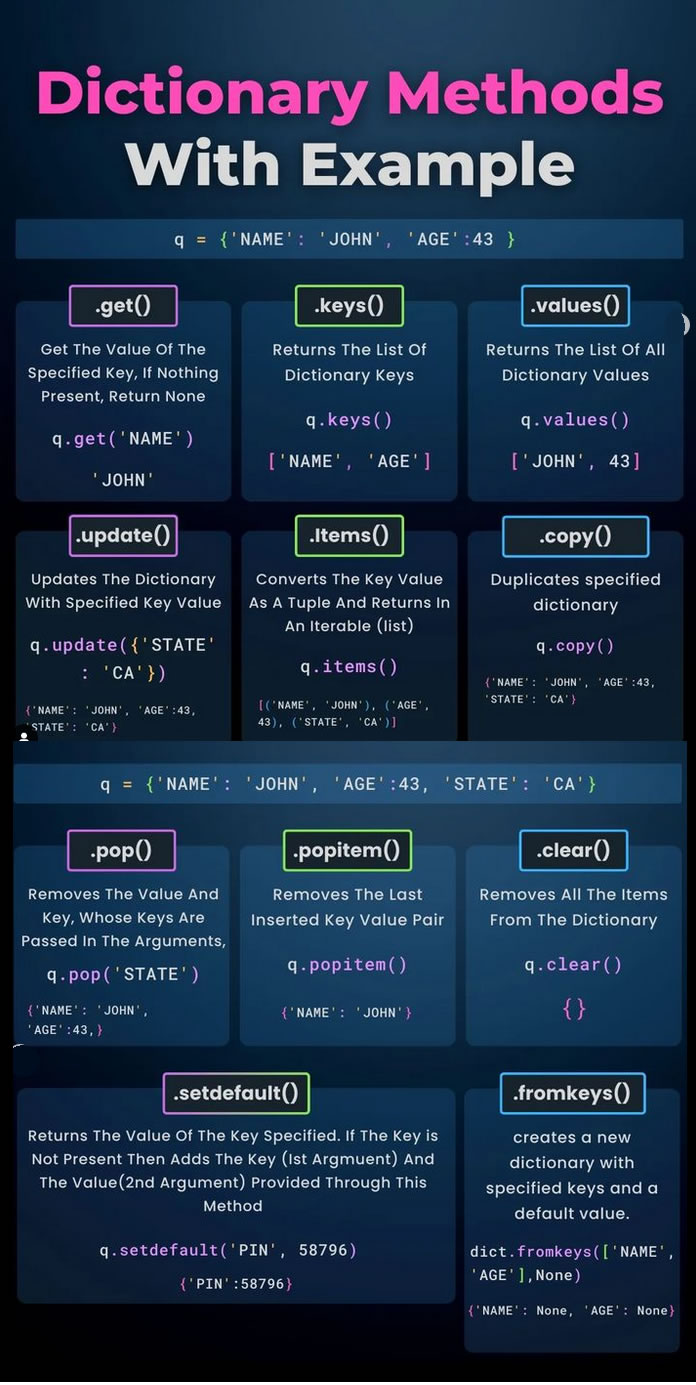 Dictionary Methods
With Example
q = {'NAME': 'JOHN', 'AGE':43 }
.get()
Get The Value Of The
Specified Key, If Nothing
Present, Return None
q.get('NAME')
'JOHN'
.keys()
Returns The List Of
Dictionary Keys
q.keys()
['NAME', 'AGE']
.values()
Returns The List Of All
Dictionary Values
q.values()
['JOHN', 43]
.update()
Updates The Dictionary
With Specified Key Value
q.update({'STATE'
: 'CA'})
{'NAME': 'JOHN', 'AGE':43,
'STATE': 'CA'}
.Items()
Converts The Key Value
As A Tuple And Returns In
An Iterable (list)
q.items()
[('NAME', 'JOHN'), ('AGE',
43), ('STATE', 'CA')]
.copy()
Duplicates specified
dictionary
q.copy()
{'NAME': 'JOHN', 'AGE':43,
'STATE': 'CA'}
q = {'NAME': 'JOHN', 'AGE':43, 'STATE': 'CA'}
.pop()
Removes The Value And
Key, Whose Keys Are
Passed In The Arguments,
q.pop('STATE')
{'NAME': 'JOHN',
'AGE':43,}
.popitem()
Removes The Last
Inserted Key Value Pair
q.popitem()
{'NAME': 'JOHN'}
.clear()
Removes All The Items
From The Dictionary
q.clear()
{}
.setdefault()
Returns The Value Of The Key Specified. If The Key is
Not Present Then Adds The Key (Ist Argmuent) And
The Value(2nd Argument) Provided Through This
Method
q.setdefault('PIN', 58796)
{'PIN':58796}
.fromkeys()
creates a new
dictionary with
specified keys and a
default value.
dict.fromkeys(['NAME',
'AGE'],None)
{'NAME': None, 'AGE': None}